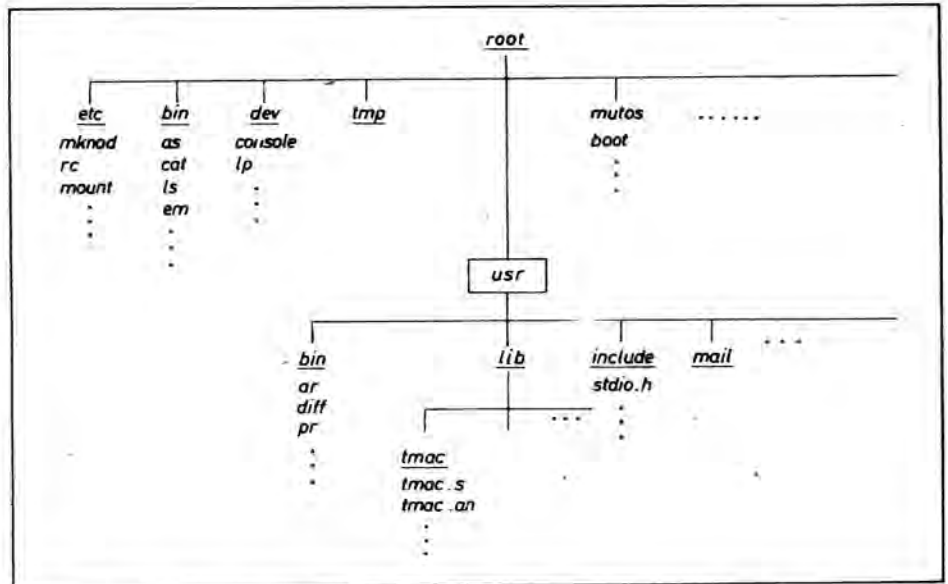 root
etc bin dev tmp mutos ......
mknod as console boot
rc cat lp
mount ls
em
usr
bin lib include mail ...
ar stdio.h
diff
pr ...
tmac
tmac.s
tmac.an